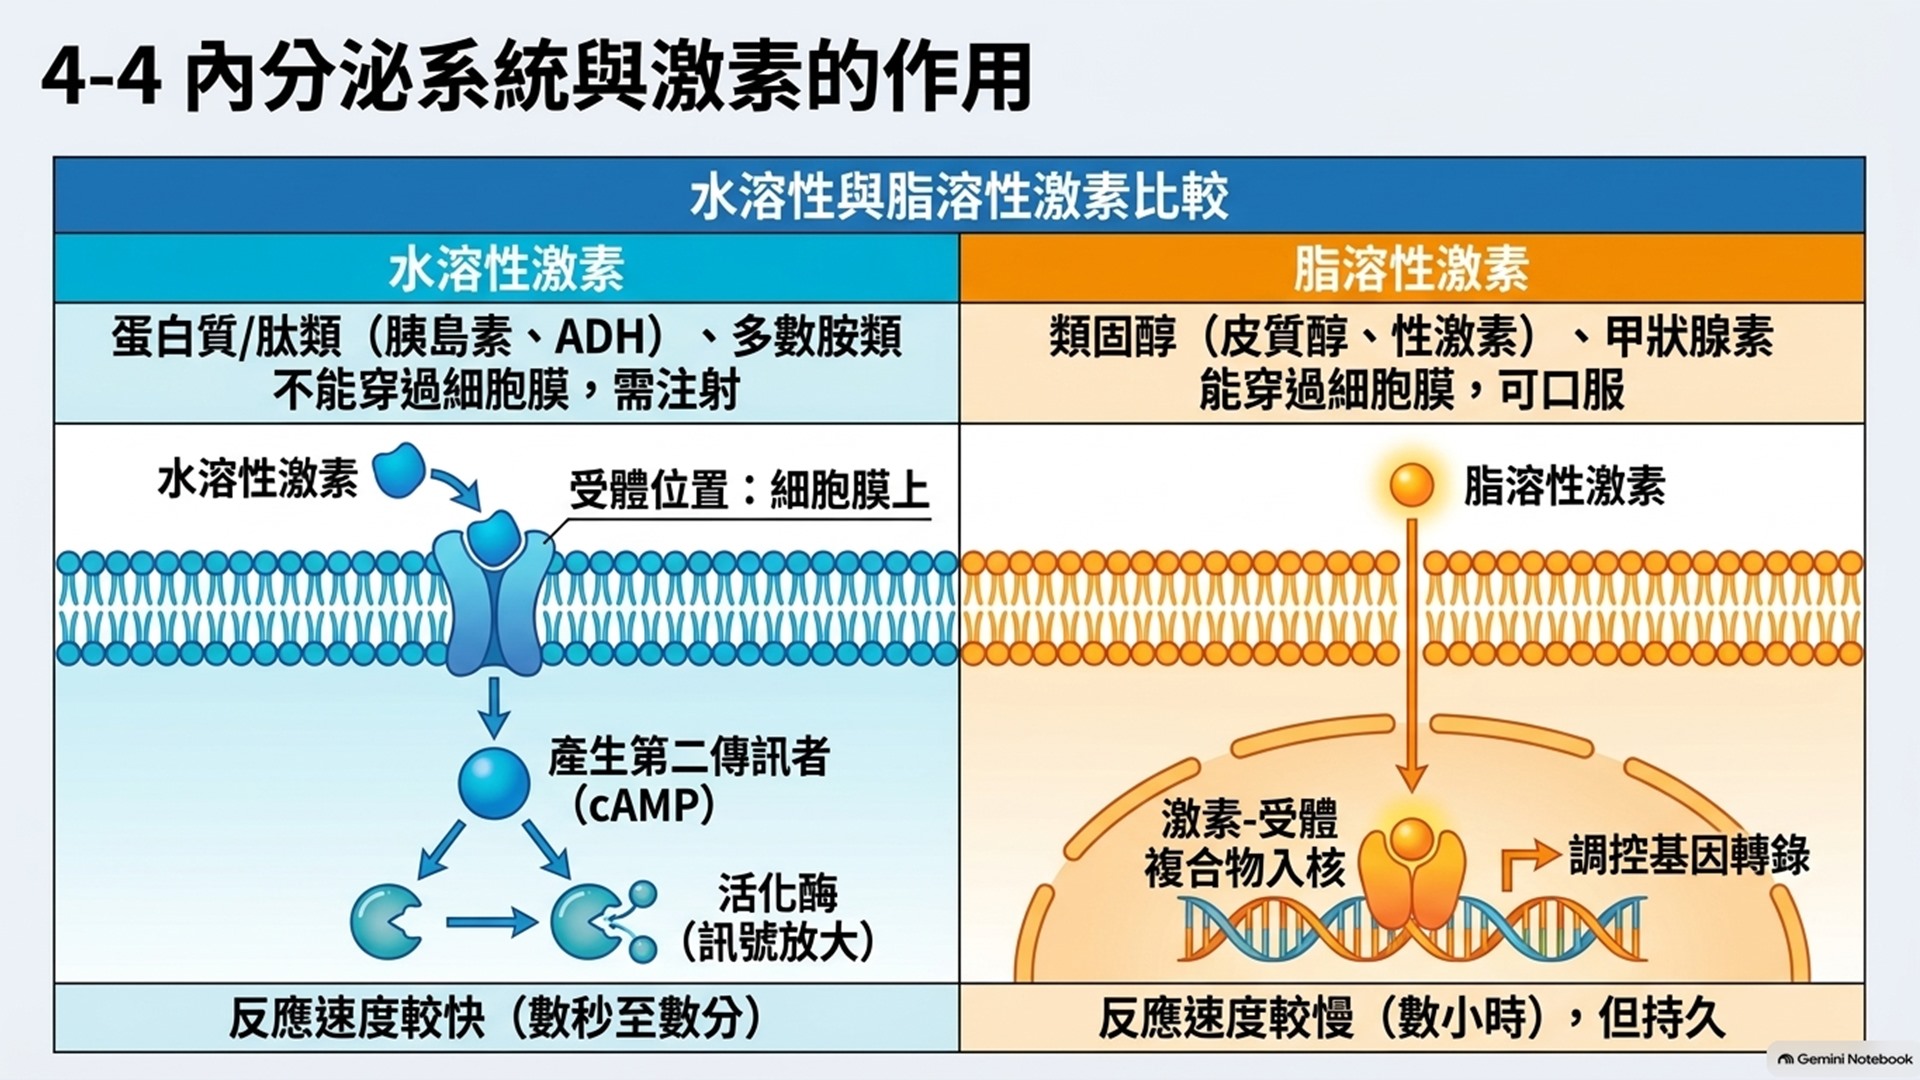 4-4 內分泌系統與激素的作用
水溶性與脂溶性激素比較
水溶性激素
脂溶性激素
蛋白質/肽類（胰島素、ADH）、多數胺類
不能穿過細胞膜，需注射
類固醇（皮質醇、性激素）、甲狀腺素
能穿過細胞膜，可口服
水溶性激素
受體位置：細胞膜上
產生第二傳訊者
（cAMP）
活化酶
（訊號放大）
脂溶性激素
激素-受體
複合物入核
調控基因轉錄
反應速度較快（數秒至數分）
反應速度較慢（數小時），但持久
Gemini Notebook